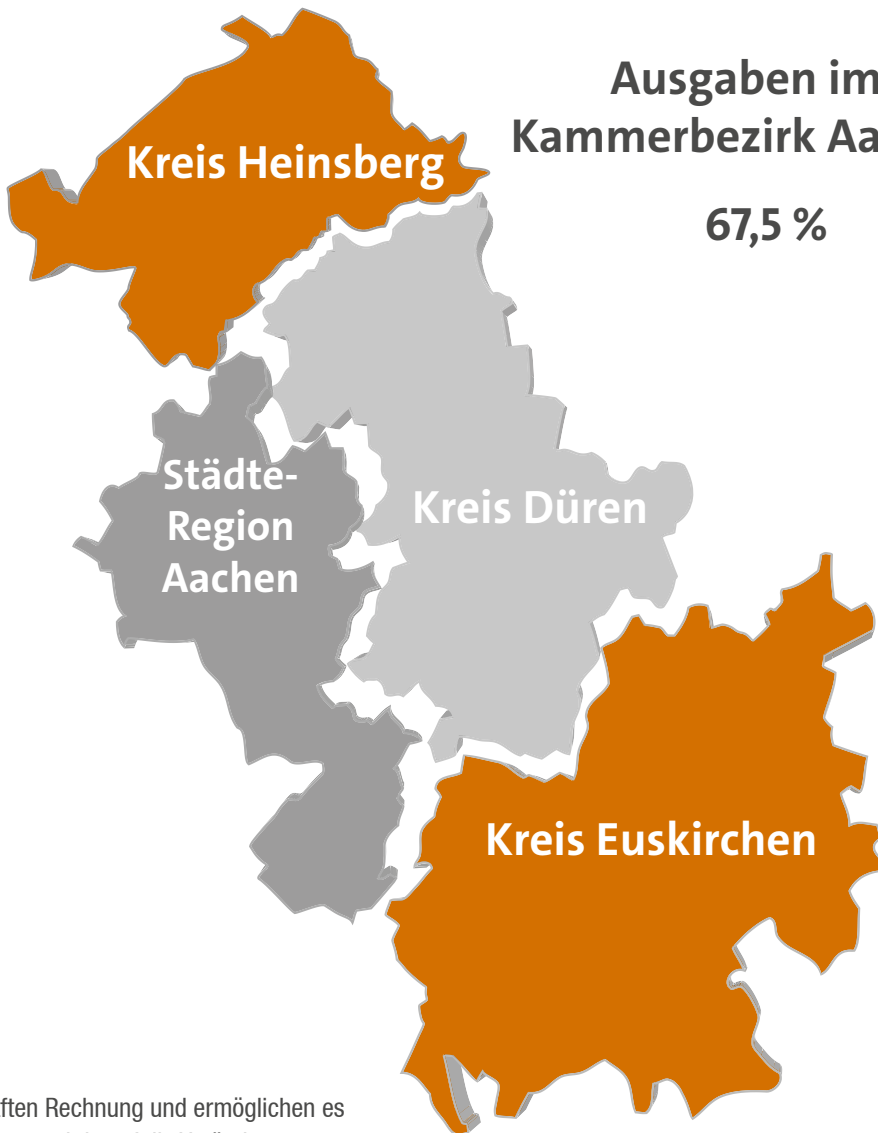 Ausgaben im
Kammerbezirk Aa
67,5 %
Kreis Heinsberg
Städte-
Region
Aachen
Kreis Düren
Kreis Euskirchen
ften Rechnung und ermöglichen es